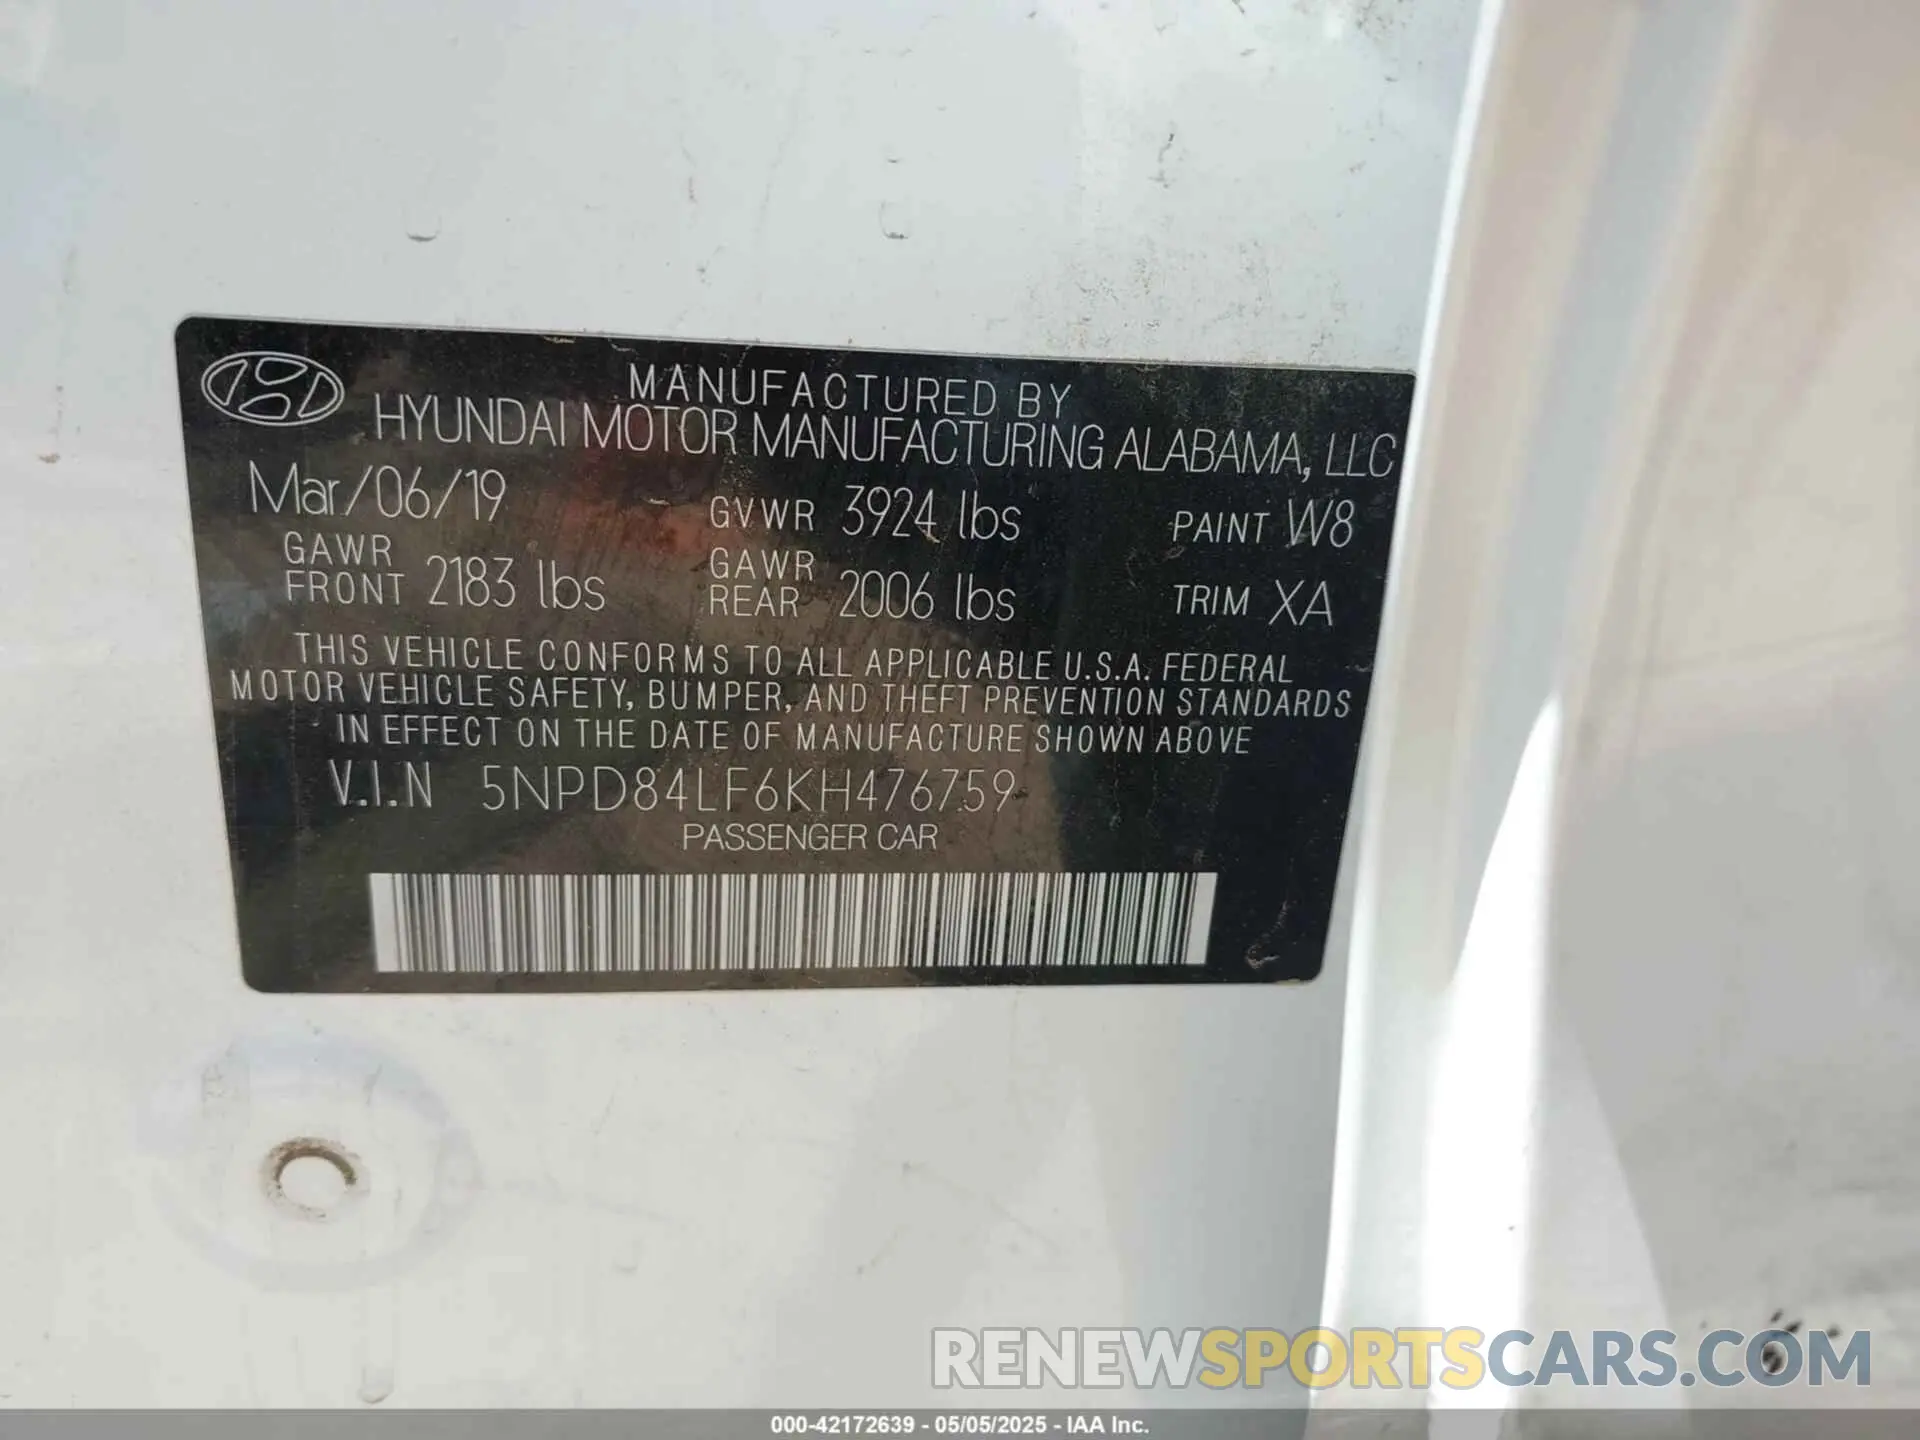 MANUFACTURED BY
HYUNDAI MOTOR MANUFACTURING ALABAMA, LLC
Mar/06/19 GVWR 3924 lbs PAINT W8
GAWR FRONT 2183 lbs GAWR REAR 2006 lbs TRIM XA
THIS VEHICLE CONFORMS TO ALL APPLICABLE U.S.A. FEDERAL
MOTOR VEHICLE SAFETY, BUMPER, AND THEFT PREVENTION STANDARDS
IN EFFECT ON THE DATE OF MANUFACTURE SHOWN ABOVE
V.I.N 5NPD84LF6KH476759
PASSENGER CAR
RENEWSPORTSCARS.COM
000-42172639 - 05/05/2025 - IAA Inc.